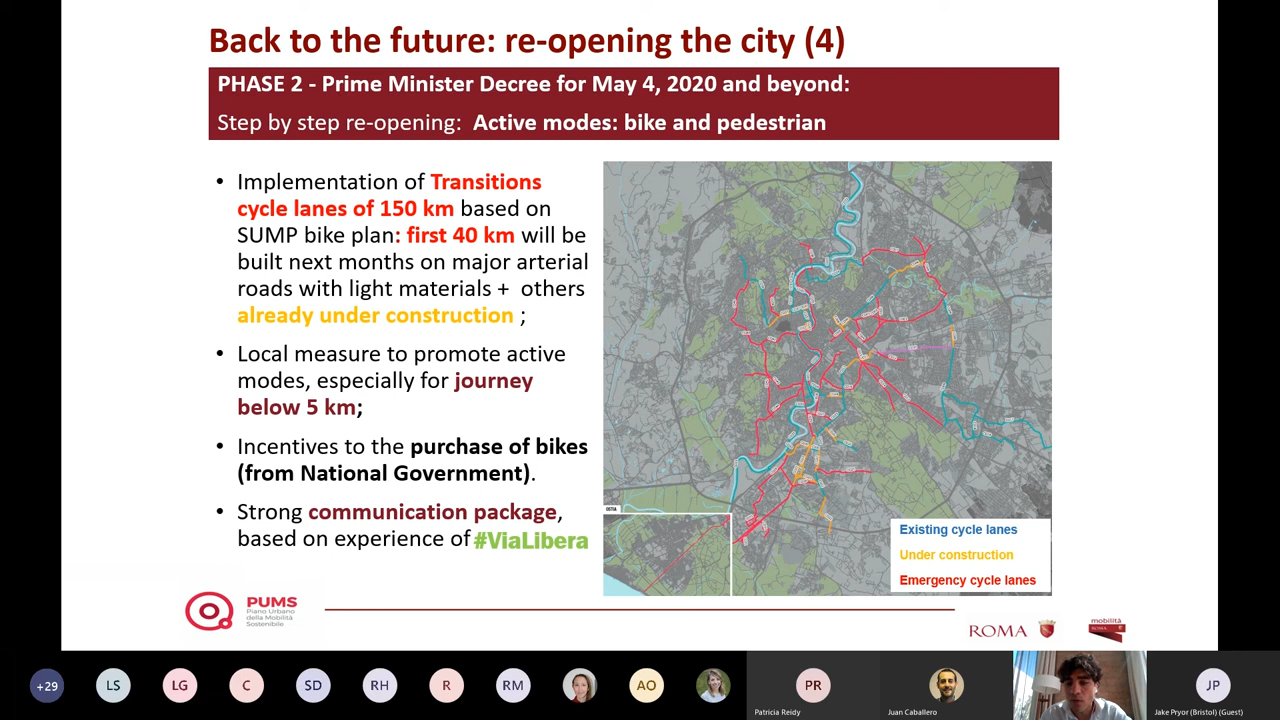 Back to the future: re-opening the city (4)
PHASE 2 - Prime Minister Decree for May 4, 2020 and beyond:
Step by step re-opening: Active modes: bike and pedestrian
• Implementation of Transitions
cycle lanes of 150 km based on
SUMP bike plan: first 40 km will be
built next months on major arterial
roads with light materials + others
already under construction ;
• Local measure to promote active
modes, especially for journey
below 5 km;
• Incentives to the purchase of bikes
(from National Government).
• Strong communication package,
based on experience of #ViaLibera
OSTIA
Existing cycle lanes
Under construction
Emergency cycle lanes
PUMS
Piano Urbano
della Mobilità
Sostenibile
ROMA
mobilità
ROMA
+29
LS
LG
C
SD
RH
R
RM
AO
PR
JP
Patricia Reidy
Juan Caballero
Jake Pryor (Bristol) (Guest)